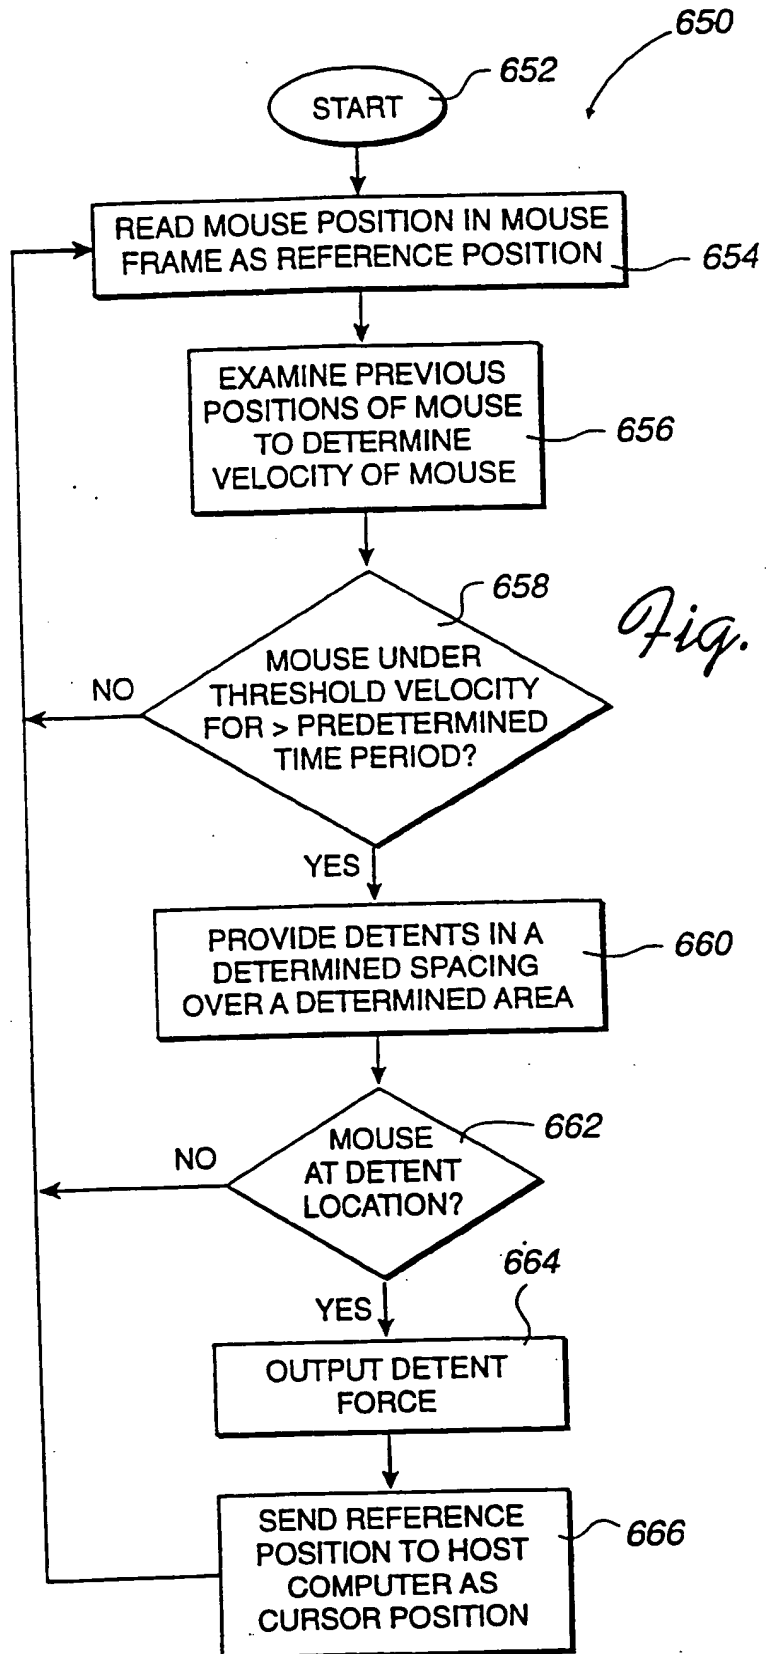 650
652
START
READ MOUSE POSITION IN MOUSE
FRAME AS REFERENCE POSITION
654
EXAMINE PREVIOUS
POSITIONS OF MOUSE
TO DETERMINE
VELOCITY OF MOUSE
656
658
Fig.
MOUSE UNDER
THRESHOLD VELOCITY
FOR > PREDETERMINED
TIME PERIOD?
NO
YES
PROVIDE DETENTS IN A
DETERMINED SPACING
OVER A DETERMINED AREA
660
662
MOUSE
AT DETENT
LOCATION?
NO
YES
664
OUTPUT DETENT
FORCE
SEND REFERENCE
POSITION TO HOST
COMPUTER AS
CURSOR POSITION
666